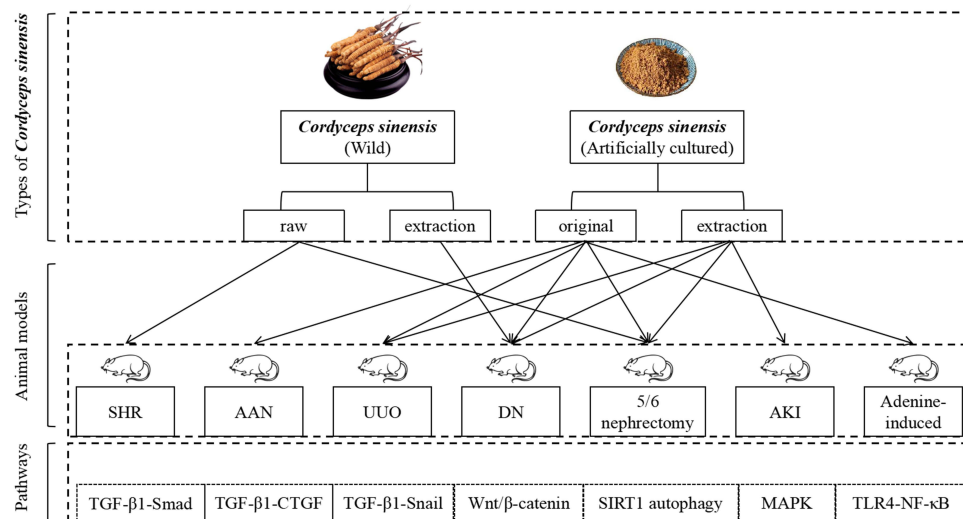 Types of Cordyceps sinensis
Cordyceps sinensis
(Wild)
Cordyceps sinensis
(Artificially cultured)
raw
extraction
original
extraction
Animal models
SHR
AAN
UUO
DN
5/6
nephrectomy
AKI
Adenine-
induced
Pathways
TGF-β1-Smad
TGF-β1-CTGF
TGF-β1-Snail
Wnt/β-catenin
SIRT1 autophagy
MAPK
TLR4-NF-κB